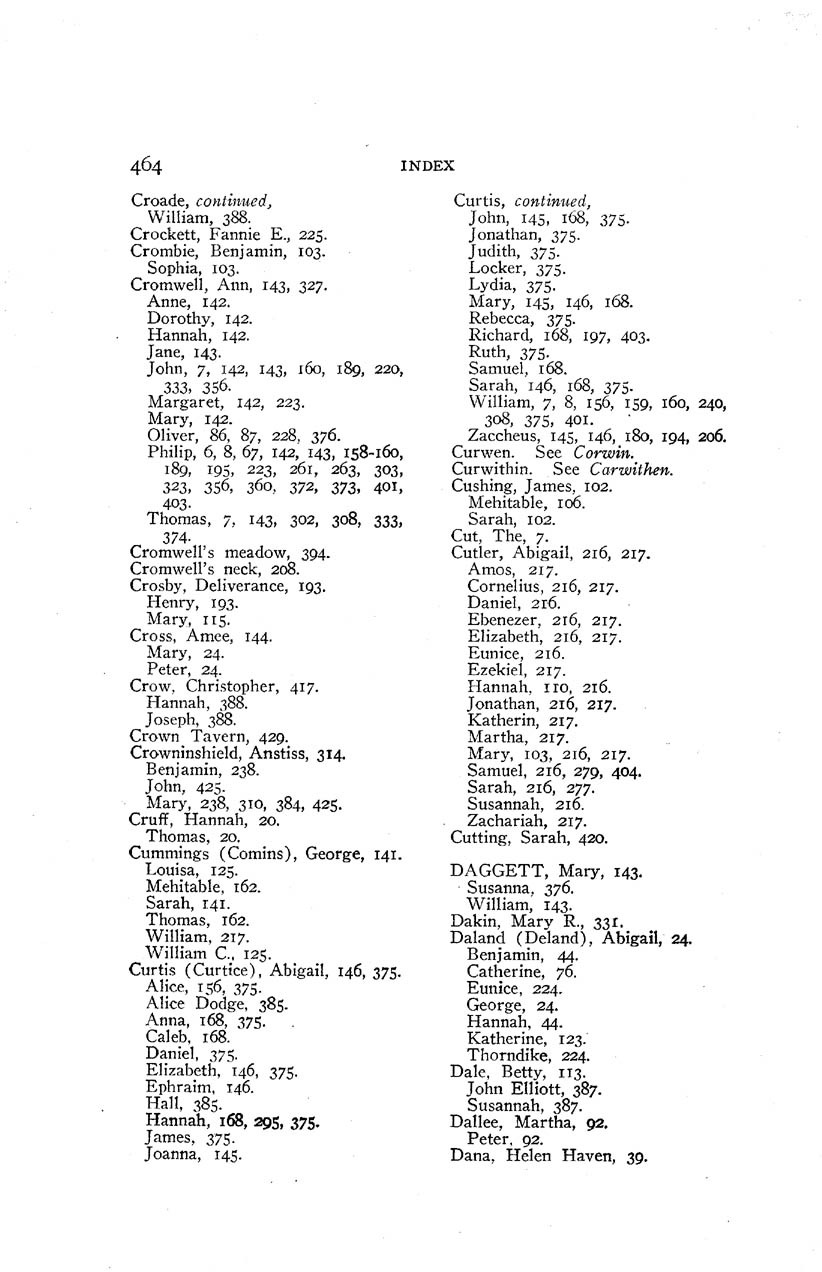 464 INDEX
Croade, continued,
William, 388.
Crockett, Fannie E., 225.
Crombie, Benjamin, 103.
Sophia, 103.
Cromwell, Ann, 143, 327.
Anne, 142.
Dorothy, 142.
Hannah, 142.
Jane, 143.
John, 7, 142, 143, 160, 189, 220,
333, 356.
Margaret, 142, 223.
Mary, 142.
Oliver, 86, 87, 228, 376.
Philip, 6, 8, 67, 142, 143, 158-160,
189, 195, 223, 261, 263, 303,
323, 356, 360, 372, 373, 401,
403.
Thomas, 7, 143, 302, 308, 333,
374.
Cromwell's meadow, 394.
Cromwell's neck, 208.
Crosby, Deliverance, 193.
Henry, 193.
Mary, 115.
Cross, Amee, 144.
Mary, 24.
Peter, 24.
Crow, Christopher, 417.
Hannah, 388.
Joseph, 388.
Crown Tavern, 429.
Crowninshield, Anstiss, 314.
Benjamin, 238.
John, 425.
Mary, 238, 310, 384, 425.
Cruff, Hannah, 20.
Thomas, 20.
Cummings (Comins), George, 141.
Louisa, 125.
Mehitable, 162.
Sarah, 141.
Thomas, 162.
William, 217.
William C., 125.
Curtis (Curtice), Abigail, 146, 375.
Alice, 156, 375.
Alice Dodge, 385.
Anna, 168, 375.
Caleb, 168.
Daniel, 375.
Elizabeth, 146, 375.
Ephraim, 146.
Hall, 385.
Hannah, 168, 295, 375.
James, 375.
Joanna, 145.
Curtis, continued,
John, 145, 168, 375.
Jonathan, 375.
Judith, 375.
Locker, 375.
Lydia, 375.
Mary, 145, 146, 168.
Rebecca, 375.
Richard, 168, 197, 403.
Ruth, 375.
Samuel, 168.
Sarah, 146, 168, 375.
William, 7, 8, 156, 159, 160, 240,
308, 375, 401.
Zaccheus, 145, 146, 180, 194, 206.
Curwen. See Corwin.
Curwithin. See Carwithen.
Cushing, James, 102.
Mehitable, 106.
Sarah, 102.
Cut, The, 7.
Cutler, Abigail, 216, 217.
Amos, 217.
Cornelius, 216, 217.
Daniel, 216.
Ebenezer, 216, 217.
Elizabeth, 216, 217.
Eunice, 216.
Ezekiel, 217.
Hannah, 110, 216.
Jonathan, 216, 217.
Katherin, 217.
Martha, 217.
Mary, 103, 216, 217.
Samuel, 216, 279, 404.
Sarah, 216, 277.
Susannah, 216.
Zachariah, 217.
Cutting, Sarah, 420.
DAGGETT, Mary, 143.
Susanna, 376.
William, 143.
Dakin, Mary R., 331.
Daland (Deland), Abigail, 24.
Benjamin, 44.
Catherine, 76.
Eunice, 224.
George, 24.
Hannah, 44.
Katherine, 123.
Thorndike, 224.
Dale, Betty, 113.
John Elliott, 387.
Susannah, 387.
Dallee, Martha, 92.
Peter, 92.
Dana, Helen Haven, 39.